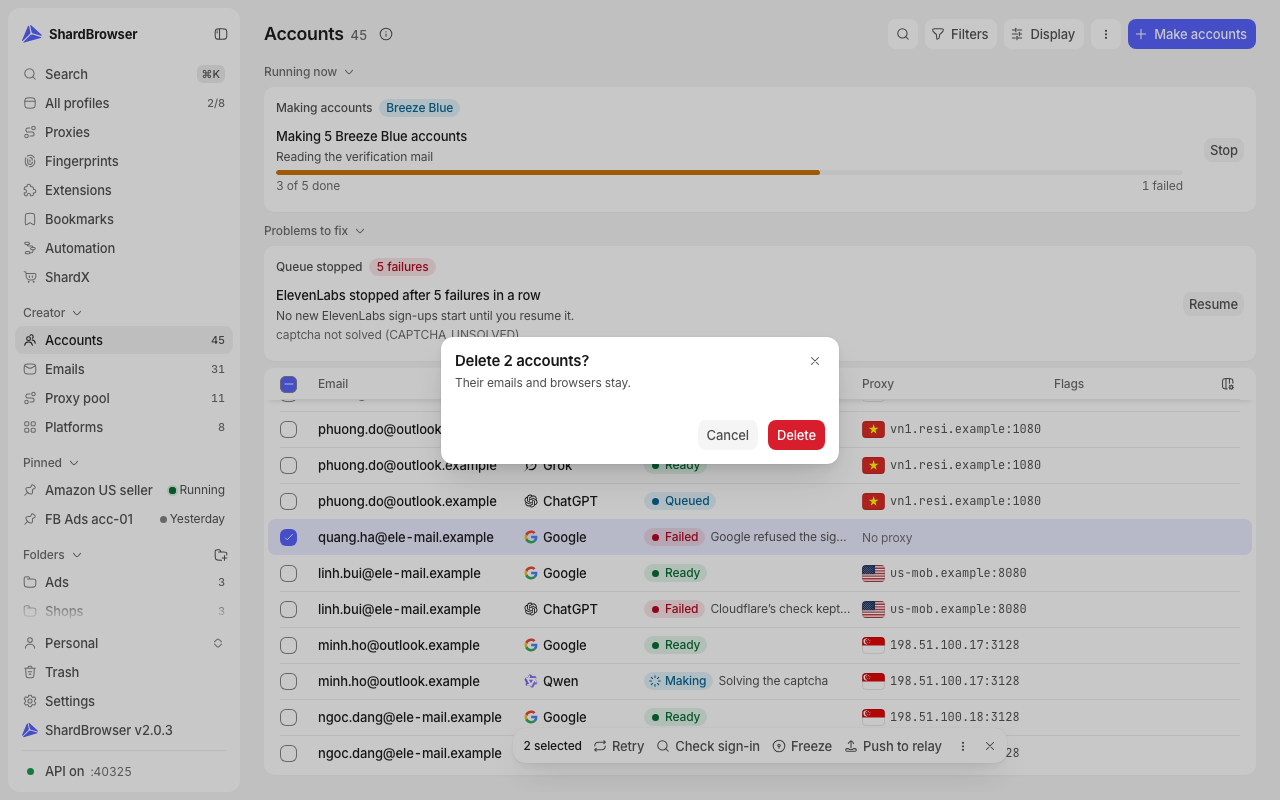 ShardBrowser
Search ⌘K
All profiles 2/8
Proxies
Fingerprints
Extensions
Bookmarks
Automation
ShardX
Creator
Accounts 45
Emails 31
Proxy pool 11
Platforms 8
Pinned
Amazon US seller Running
FB Ads acc-01 Yesterday
Folders
Ads 3
Shops 3
Personal
Trash
Settings
ShardBrowser v2.0.3
API on :40325
Accounts 45
Filters
Display
Make accounts
Running now
Making accounts Breeze Blue
Making 5 Breeze Blue accounts
Reading the verification mail
Stop
3 of 5 done 1 failed
Problems to fix
Queue stopped 5 failures
ElevenLabs stopped after 5 failures in a row
No new ElevenLabs sign-ups start until you resume it.
captcha not solved (CAPTCHA_UNSOLVED)
Resume
Delete 2 accounts?
Their emails and browsers stay.
Cancel Delete
Email Proxy Flags
phuong.do@outlook vn1.resi.example:1080
phuong.do@outlook.example Grok Ready vn1.resi.example:1080
phuong.do@outlook.example ChatGPT Queued vn1.resi.example:1080
quang.ha@ele-mail.example Google Failed Google refused the sig… No proxy
linh.bui@ele-mail.example Google Ready us-mob.example:8080
linh.bui@ele-mail.example ChatGPT Failed Cloudflare's check kept… us-mob.example:8080
minh.ho@outlook.example Google Ready 198.51.100.17:3128
minh.ho@outlook.example Qwen Making Solving the captcha 198.51.100.17:3128
ngoc.dang@ele-mail.example Google Ready 198.51.100.18:3128
ngoc.dang@ele-mail.example
2 selected Retry Check sign-in Freeze Push to relay